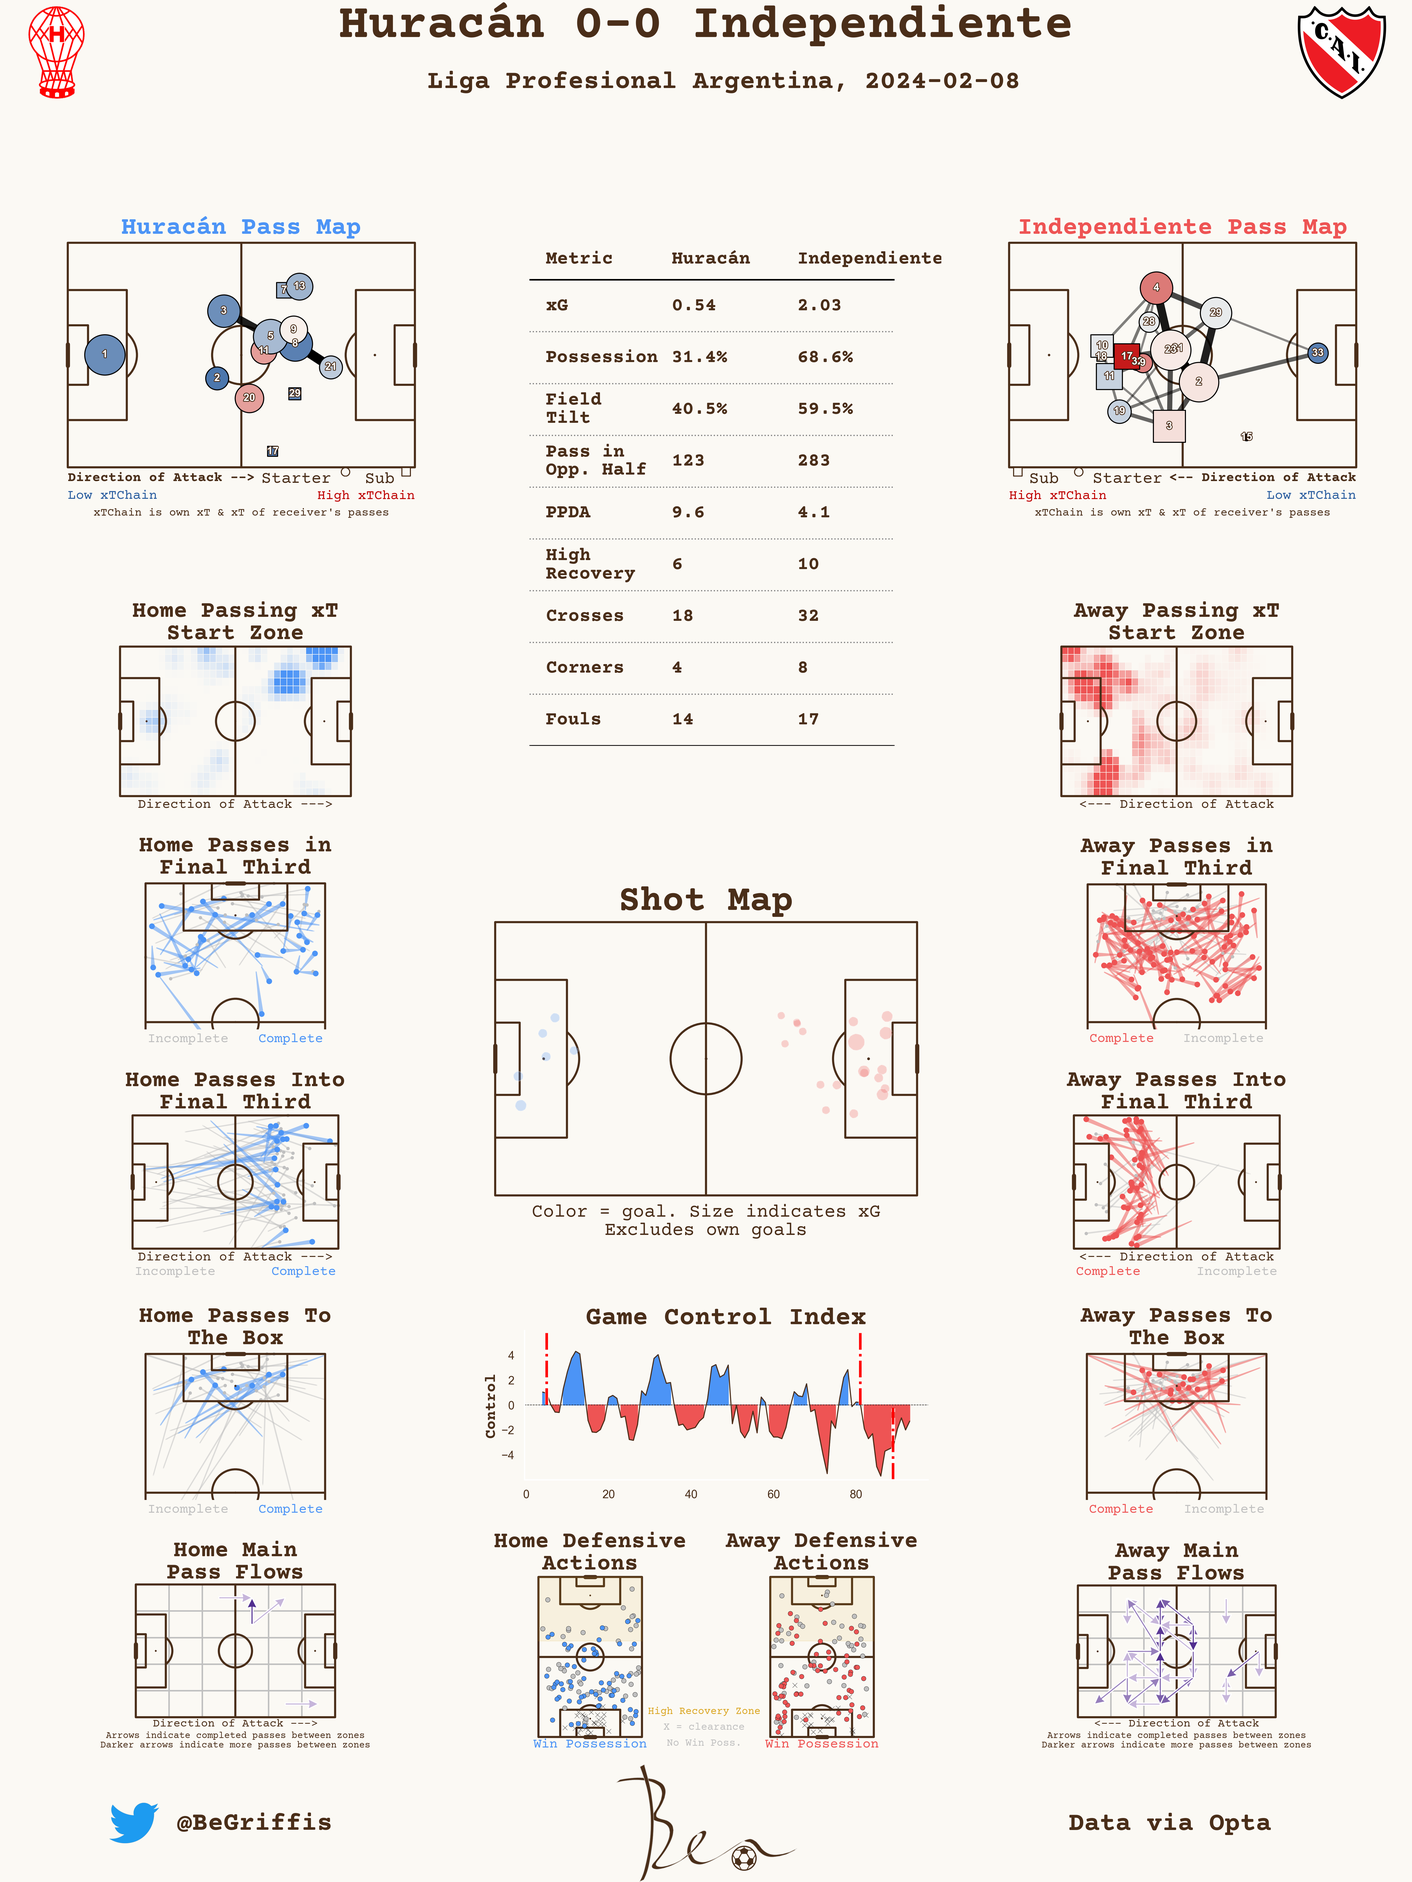 Huracán 0-0 Independiente
Liga Profesional Argentina, 2024-02-08
H
C.A.I.
Huracán Pass Map
1
3
2
5
11
20
9
8
21
7
13
29
17
Direction of Attack --> Starter Sub
Low xTChain High xTChain
xTChain is own xT & xT of receiver's passes
Metric Huracán Independiente
xG 0.54 2.03
Possession 31.4% 68.6%
Field
Tilt 40.5% 59.5%
Pass in
Opp. Half 123 283
PPDA 9.6 4.1
High
Recovery 6 10
Crosses 18 32
Corners 4 8
Fouls 14 17
Independiente Pass Map
4
29
28
10
18
17
11
19
2
3
33
15
Sub Starter <-- Direction of Attack
High xTChain Low xTChain
xTChain is own xT & xT of receiver's passes
Home Passing xT
Start Zone
Direction of Attack --->
Away Passing xT
Start Zone
<--- Direction of Attack
Home Passes in
Final Third
Incomplete Complete
Away Passes in
Final Third
Complete Incomplete
Shot Map
Color = goal. Size indicates xG
Excludes own goals
Home Passes Into
Final Third
Direction of Attack --->
Incomplete Complete
Away Passes Into
Final Third
<--- Direction of Attack
Complete Incomplete
Home Passes To
The Box
Incomplete Complete
Game Control Index
Control
4
2
0
−2
−4
0 20 40 60 80
Away Passes To
The Box
Complete Incomplete
Home Main
Pass Flows
Direction of Attack --->
Arrows indicate completed passes between zones
Darker arrows indicate more passes between zones
Home Defensive
Actions
Win Possession
Away Defensive
Actions
Win Possession
High Recovery Zone
X = clearance
No Win Poss.
Away Main
Pass Flows
<--- Direction of Attack
Arrows indicate completed passes between zones
Darker arrows indicate more passes between zones
@BeGriffis
Ben
Data via Opta